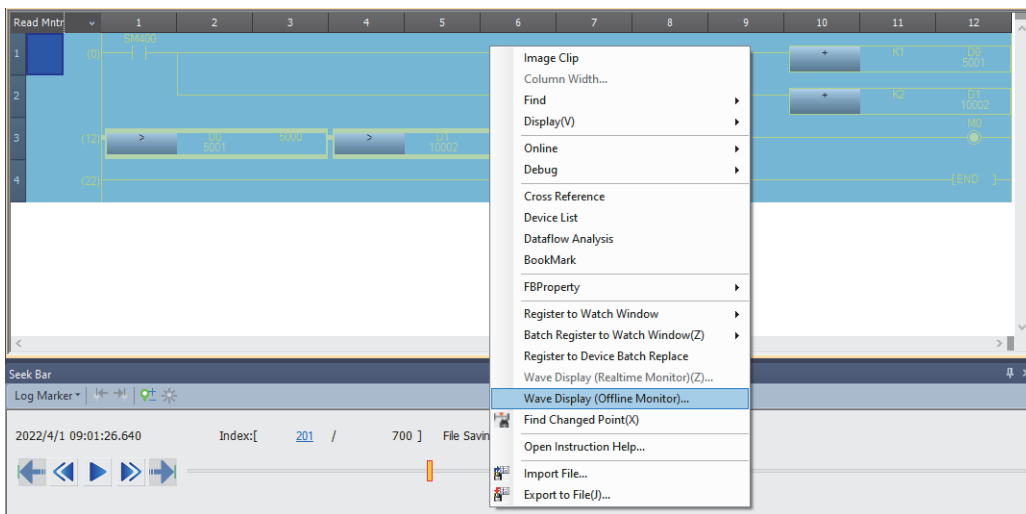 Read Mntr 1 2 3 4 5 6 7 8 9 10 11 12
1 (0) SM400 + K1 D0
5001
2 + K2 D1
10002
3 (12) > D0 5000 > D1 M0
5001 10002
4 (22) [END ]
Image Clip
Column Width...
Find
Display(V)
Online
Debug
Cross Reference
Device List
Dataflow Analysis
BookMark
FBProperty
Register to Watch Window
Batch Register to Watch Window(Z)
Register to Device Batch Replace
Wave Display (Realtime Monitor)(Z)...
Wave Display (Offline Monitor)...
Find Changed Point(X)
Open Instruction Help...
Import File...
Export to File(J)...
Seek Bar
Log Marker
2022/4/1 09:01:26.640 Index:[ 201 / 700 ] File Savin